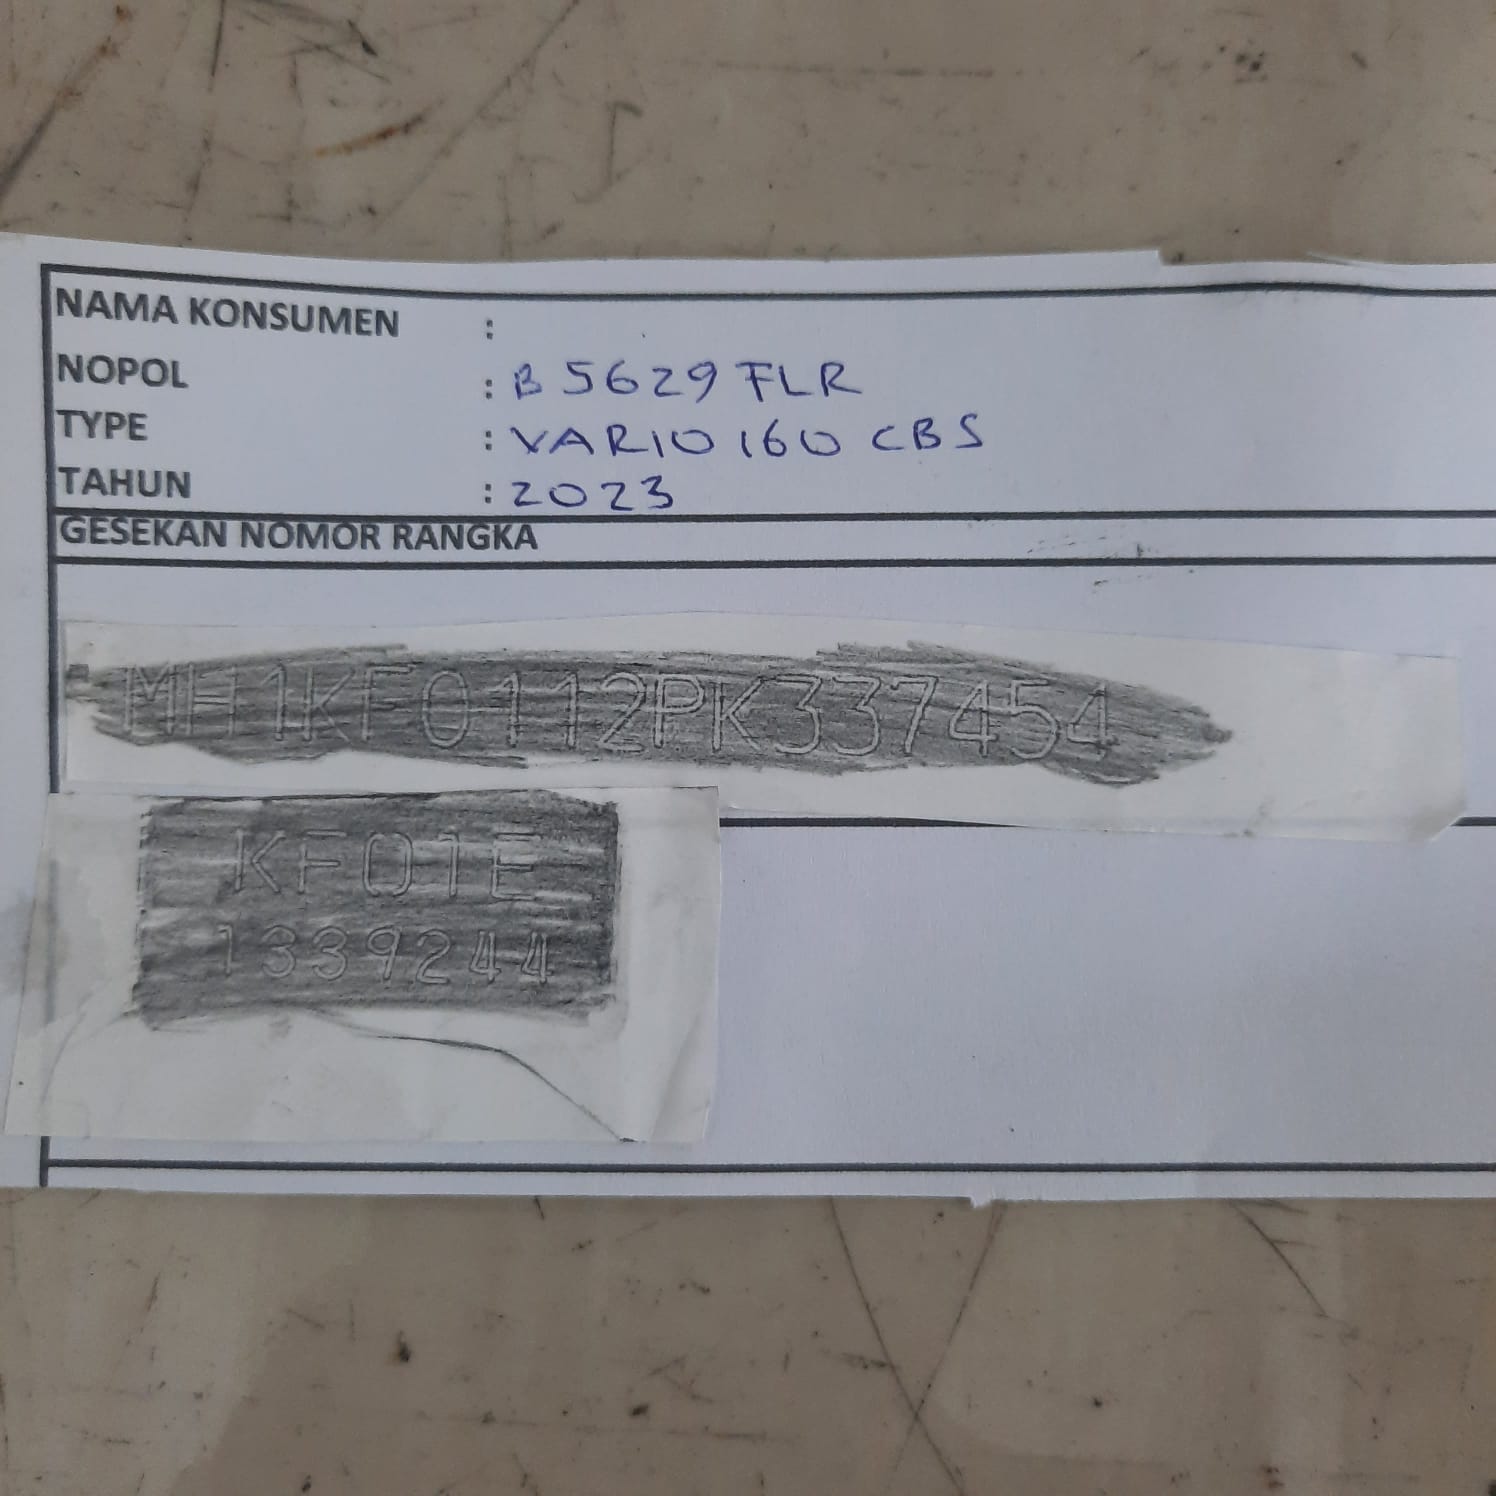 NAMA KONSUMEN :
NOPOL : B 5629 FLR
TYPE : VARIO 160 CBS
TAHUN : 2023
GESEKAN NOMOR RANGKA
MH1KF0112PK337454
KF01E
1339244